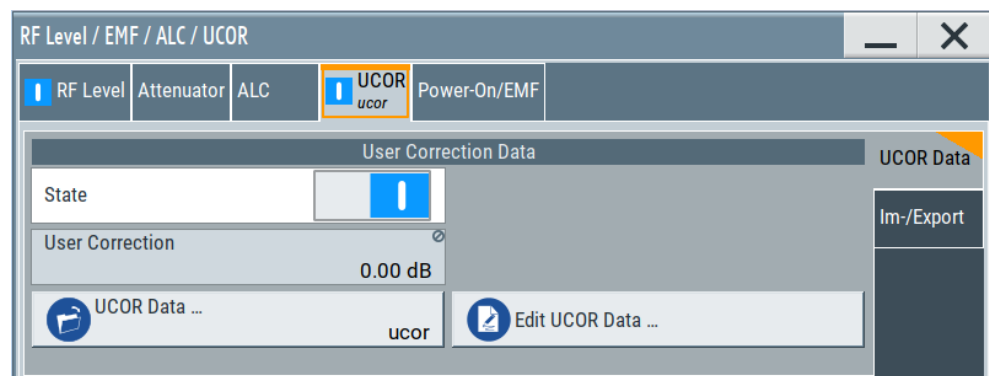 RF Level / EMF / ALC / UCOR
RF Level
Attenuator
ALC
UCOR
ucor
Power-On/EMF
User Correction Data
UCOR Data
State
Im-/Export
User Correction
0.00 dB
UCOR Data ...
ucor
Edit UCOR Data ...